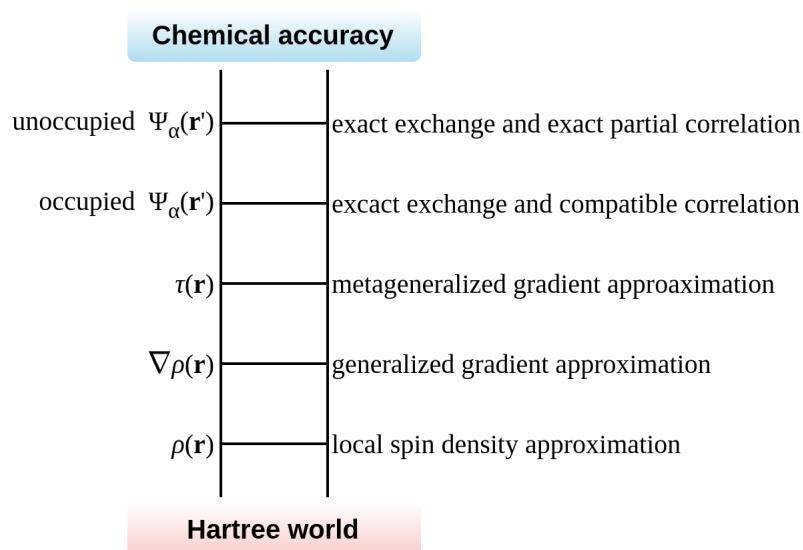 Chemical accuracy
unoccupied Ψα(r') exact exchange and exact partial correlation
occupied Ψα(r') excact exchange and compatible correlation
τ(r) metageneralized gradient approaximation
∇ρ(r) generalized gradient approximation
ρ(r) local spin density approximation
Hartree world